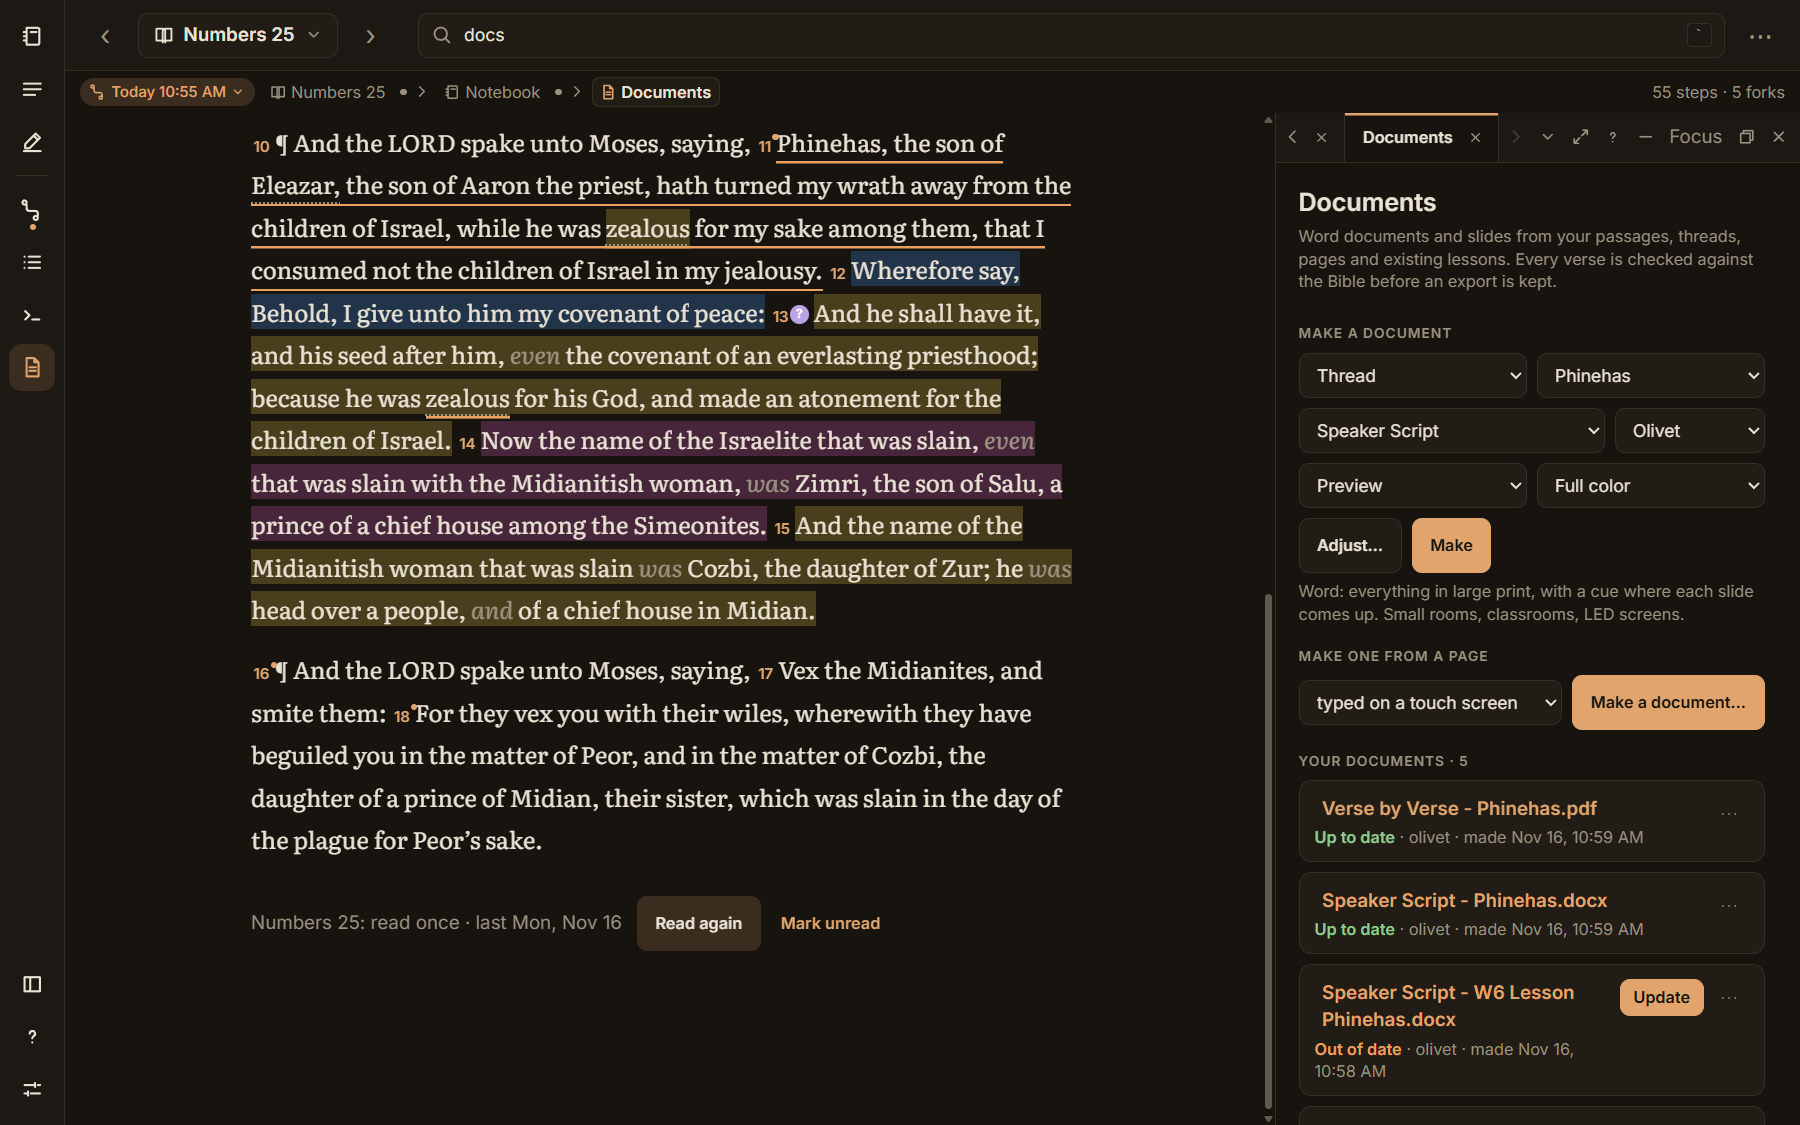 Numbers 25
docs
`
Today 10:55 AM
Numbers 25
Notebook
Documents
55 steps · 5 forks
10 ¶ And the LORD spake unto Moses, saying, 11 Phinehas, the son of
Eleazar, the son of Aaron the priest, hath turned my wrath away from the
children of Israel, while he was zealous for my sake among them, that I
consumed not the children of Israel in my jealousy. 12 Wherefore say,
Behold, I give unto him my covenant of peace: 13 ? And he shall have it,
and his seed after him, even the covenant of an everlasting priesthood;
because he was zealous for his God, and made an atonement for the
children of Israel. 14 Now the name of the Israelite that was slain, even
that was slain with the Midianitish woman, was Zimri, the son of Salu, a
prince of a chief house among the Simeonites. 15 And the name of the
Midianitish woman that was slain was Cozbi, the daughter of Zur; he was
head over a people, and of a chief house in Midian.
16 ¶ And the LORD spake unto Moses, saying, 17 Vex the Midianites, and
smite them: 18 For they vex you with their wiles, wherewith they have
beguiled you in the matter of Peor, and in the matter of Cozbi, the
daughter of a prince of Midian, their sister, which was slain in the day of
the plague for Peor’s sake.
Numbers 25: read once · last Mon, Nov 16
Read again
Mark unread
Documents
?
Focus
Documents
Word documents and slides from your passages, threads,
pages and existing lessons. Every verse is checked against
the Bible before an export is kept.
MAKE A DOCUMENT
Thread
Phinehas
Speaker Script
Olivet
Preview
Full color
Adjust...
Make
Word: everything in large print, with a cue where each slide
comes up. Small rooms, classrooms, LED screens.
MAKE ONE FROM A PAGE
typed on a touch screen
Make a document...
YOUR DOCUMENTS · 5
Verse by Verse - Phinehas.pdf
Up to date · olivet · made Nov 16, 10:59 AM
Speaker Script - Phinehas.docx
Up to date · olivet · made Nov 16, 10:59 AM
Speaker Script - W6 Lesson
Phinehas.docx
Update
Out of date · olivet · made Nov 16,
10:58 AM
?